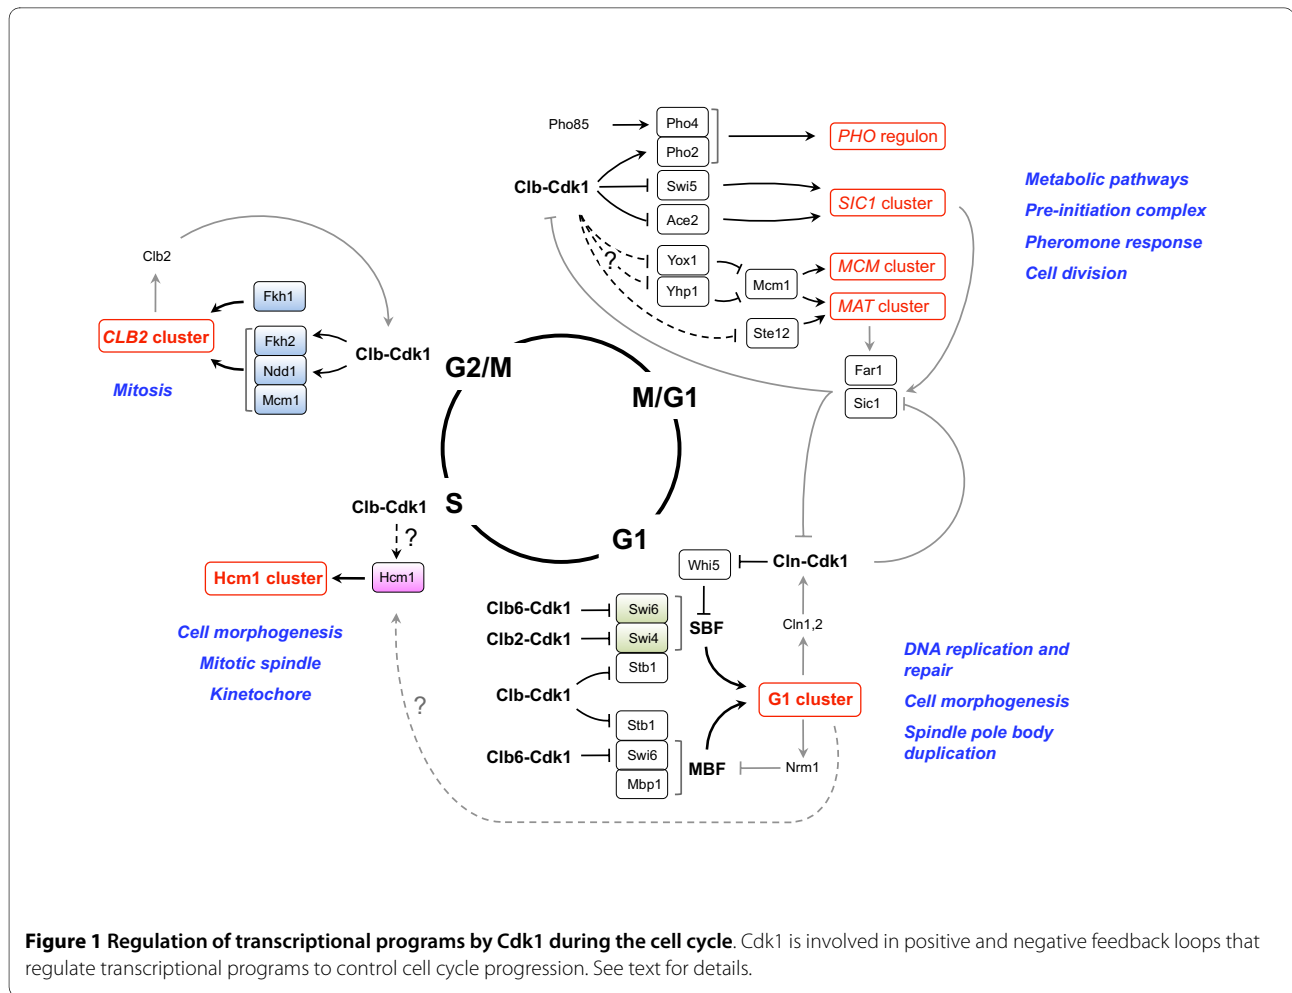 Pho85
Pho4
Pho2
PHO regulon
Clb-Cdk1
Swi5
Ace2
SIC1 cluster
Metabolic pathways
Pre-initiation complex
Pheromone response
Cell division
?
Yox1
Yhp1
Mcm1
MCM cluster
MAT cluster
Ste12
Far1
Sic1
Clb2
Fkh1
CLB2 cluster
Fkh2
Ndd1
Mcm1
Clb-Cdk1
Mitosis
G2/M
M/G1
S
G1
Clb-Cdk1
?
Hcm1 cluster
Hcm1
Cell morphogenesis
Mitotic spindle
Kinetochore
?
Whi5
Cln-Cdk1
Clb6-Cdk1
Swi6
Clb2-Cdk1
Swi4
SBF
Cln1,2
Stb1
Clb-Cdk1
G1 cluster
Stb1
Clb6-Cdk1
Swi6
Mbp1
MBF
Nrm1
DNA replication and
repair
Cell morphogenesis
Spindle pole body
duplication
Figure 1 Regulation of transcriptional programs by Cdk1 during the cell cycle. Cdk1 is involved in positive and negative feedback loops that
regulate transcriptional programs to control cell cycle progression. See text for details.